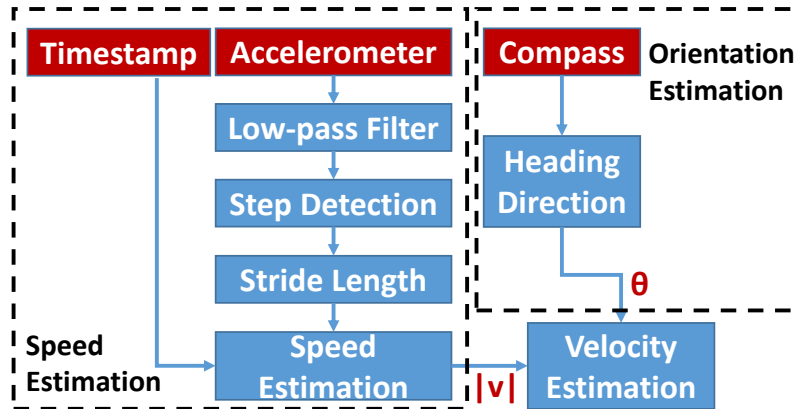 Timestamp
Accelerometer
Compass
Orientation
Estimation
Low-pass Filter
Heading
Direction
Step Detection
Stride Length
θ
Speed
Estimation
Speed
Estimation
|v|
Velocity
Estimation